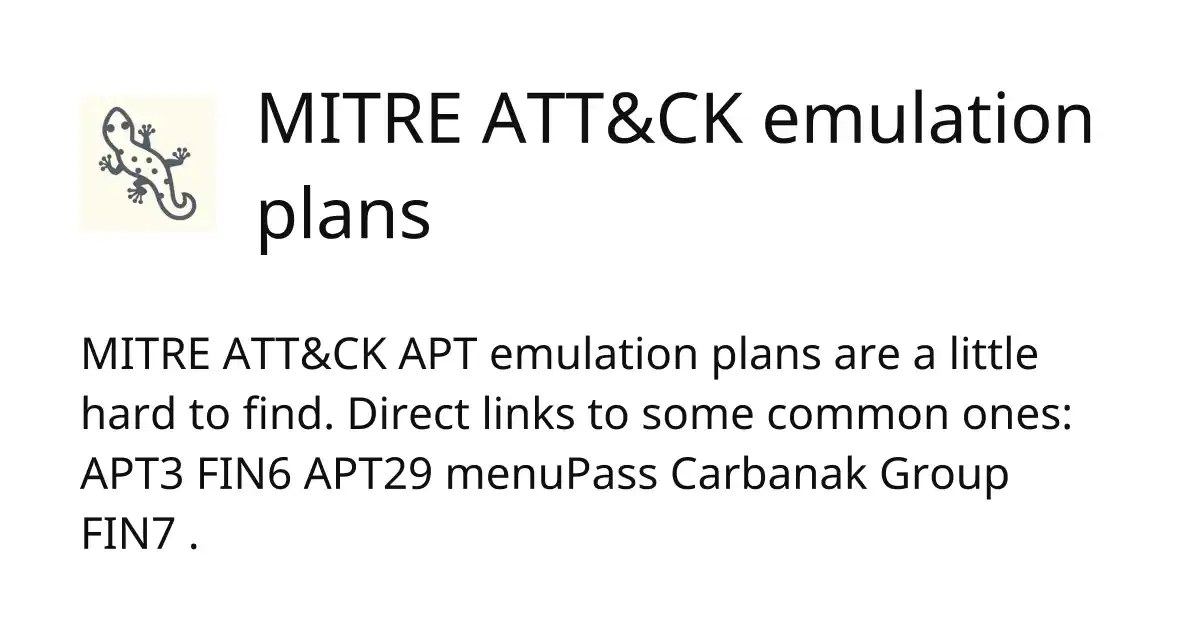 MITRE ATT&CK emulation
plans
MITRE ATT&CK APT emulation plans are a little
hard to find. Direct links to some common ones:
APT3 FIN6 APT29 menuPass Carbanak Group
FIN7 .